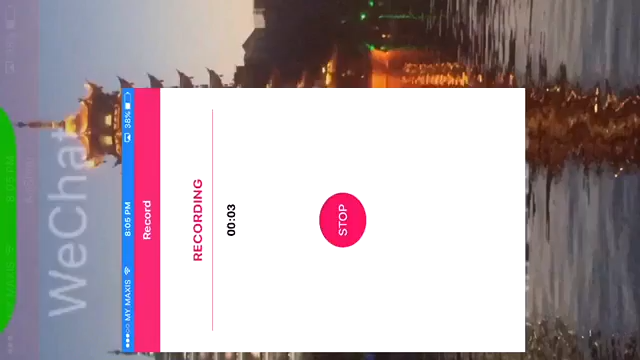 WeChat
MY MAXIS 8:05 PM 38%
Record
RECORDING
00:03
STOP